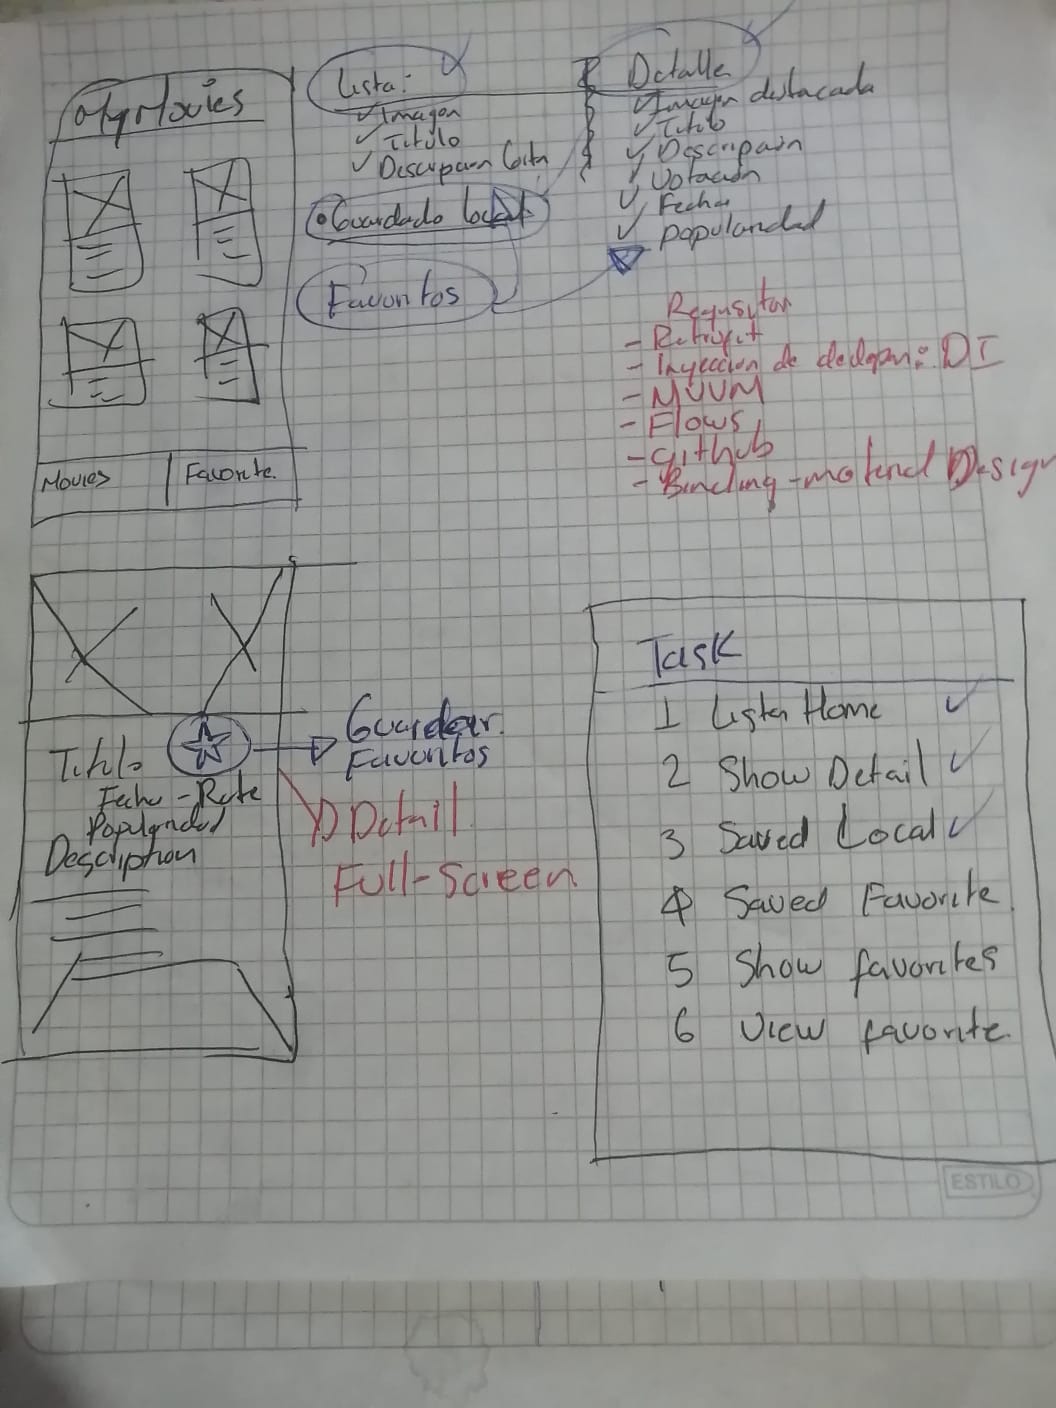 MyMovies
Movies
Favorite.
Lista:
✓ Imagen
✓ Titulo
✓ Descripcion Corta
• Guardado local
Favoritos
Detalle
✓ Imagen destacada
✓ Titulo
✓ Descripcion
✓ Votacion
✓ Fecha
✓ popularidad
Requsitos
- Retrofit
- Inyeccion de : DI
- MVVM
- Flows
- Github
- Binding - material Design
Titulo
Fecha - Rate
Popularidad
Description
Guardar
Favoritos
Detail
Full-Screen
Task
1 Listar Home ✓
2 Show Detail ✓
3 Saved Local ✓
4 Saved Favorite
5 Show favorites
6 View favorite.
ESTILO